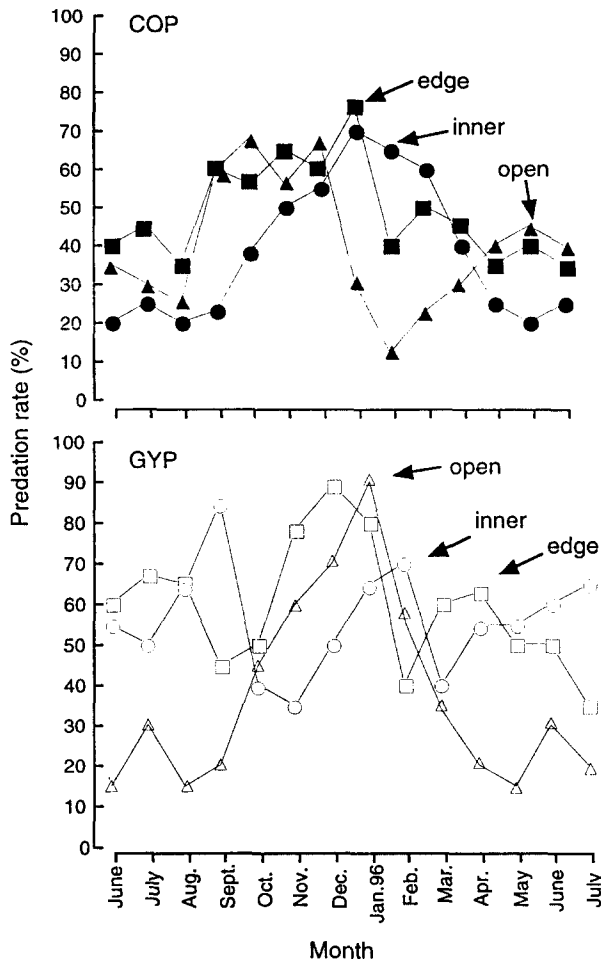 COP
100
90
80
70
60
50
40
30
20
10
0
edge
inner
open
Predation rate (%)
GYP
100
90
80
70
60
50
40
30
20
10
0
open
inner
edge
June
July
Aug.
Sept.
Oct.
Nov.
Dec.
Jan.96
Feb.
Mar.
Apr.
May
June
July
Month